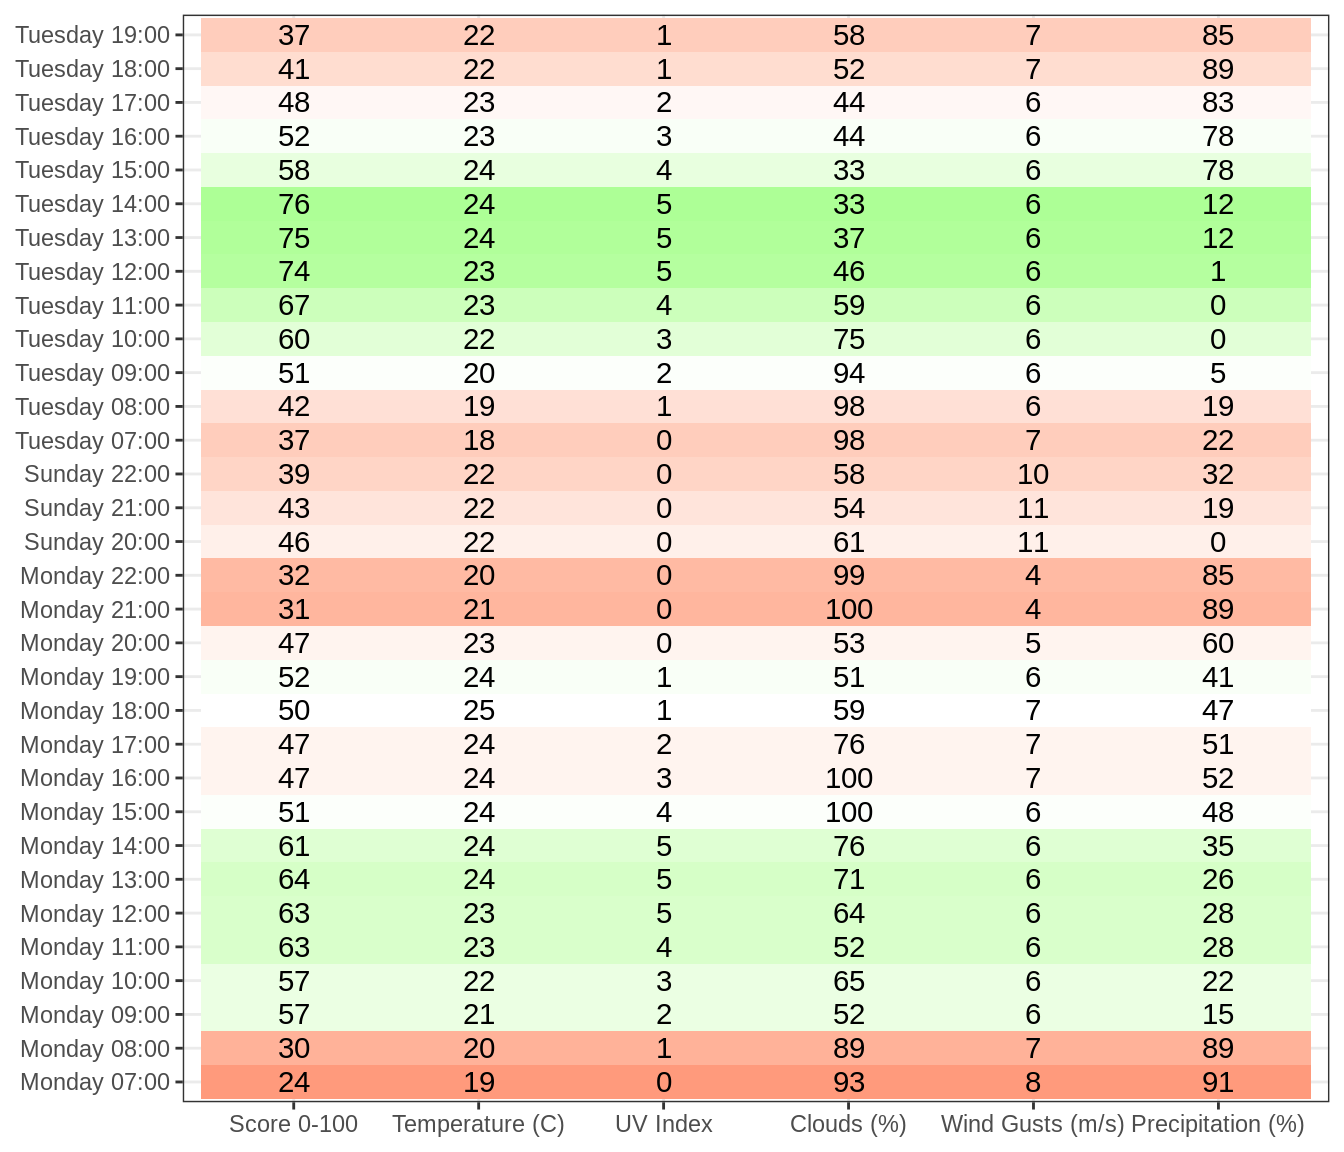 Tuesday 19:00 37 22 1 58 7 85
Tuesday 18:00 41 22 1 52 7 89
Tuesday 17:00 48 23 2 44 6 83
Tuesday 16:00 52 23 3 44 6 78
Tuesday 15:00 58 24 4 33 6 78
Tuesday 14:00 76 24 5 33 6 12
Tuesday 13:00 75 24 5 37 6 12
Tuesday 12:00 74 23 5 46 6 1
Tuesday 11:00 67 23 4 59 6 0
Tuesday 10:00 60 22 3 75 6 0
Tuesday 09:00 51 20 2 94 6 5
Tuesday 08:00 42 19 1 98 6 19
Tuesday 07:00 37 18 0 98 7 22
Sunday 22:00 39 22 0 58 10 32
Sunday 21:00 43 22 0 54 11 19
Sunday 20:00 46 22 0 61 11 0
Monday 22:00 32 20 0 99 4 85
Monday 21:00 31 21 0 100 4 89
Monday 20:00 47 23 0 53 5 60
Monday 19:00 52 24 1 51 6 41
Monday 18:00 50 25 1 59 7 47
Monday 17:00 47 24 2 76 7 51
Monday 16:00 47 24 3 100 7 52
Monday 15:00 51 24 4 100 6 48
Monday 14:00 61 24 5 76 6 35
Monday 13:00 64 24 5 71 6 26
Monday 12:00 63 23 5 64 6 28
Monday 11:00 63 23 4 52 6 28
Monday 10:00 57 22 3 65 6 22
Monday 09:00 57 21 2 52 6 15
Monday 08:00 30 20 1 89 7 89
Monday 07:00 24 19 0 93 8 91
Score 0-100 Temperature (C) UV Index Clouds (%) Wind Gusts (m/s) Precipitation (%)